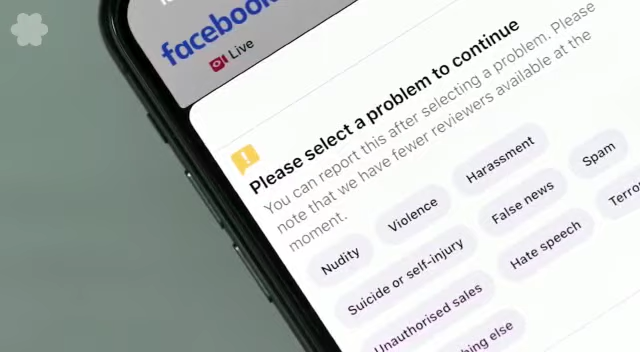 facebook
Live
Please select a problem to continue
You can report this after selecting a problem. Please
note that we have fewer reviewers available at the
moment.
Nudity
Violence
Harassment
Spam
Suicide or self-injury
False news
Unauthorised sales
Hate speech
else